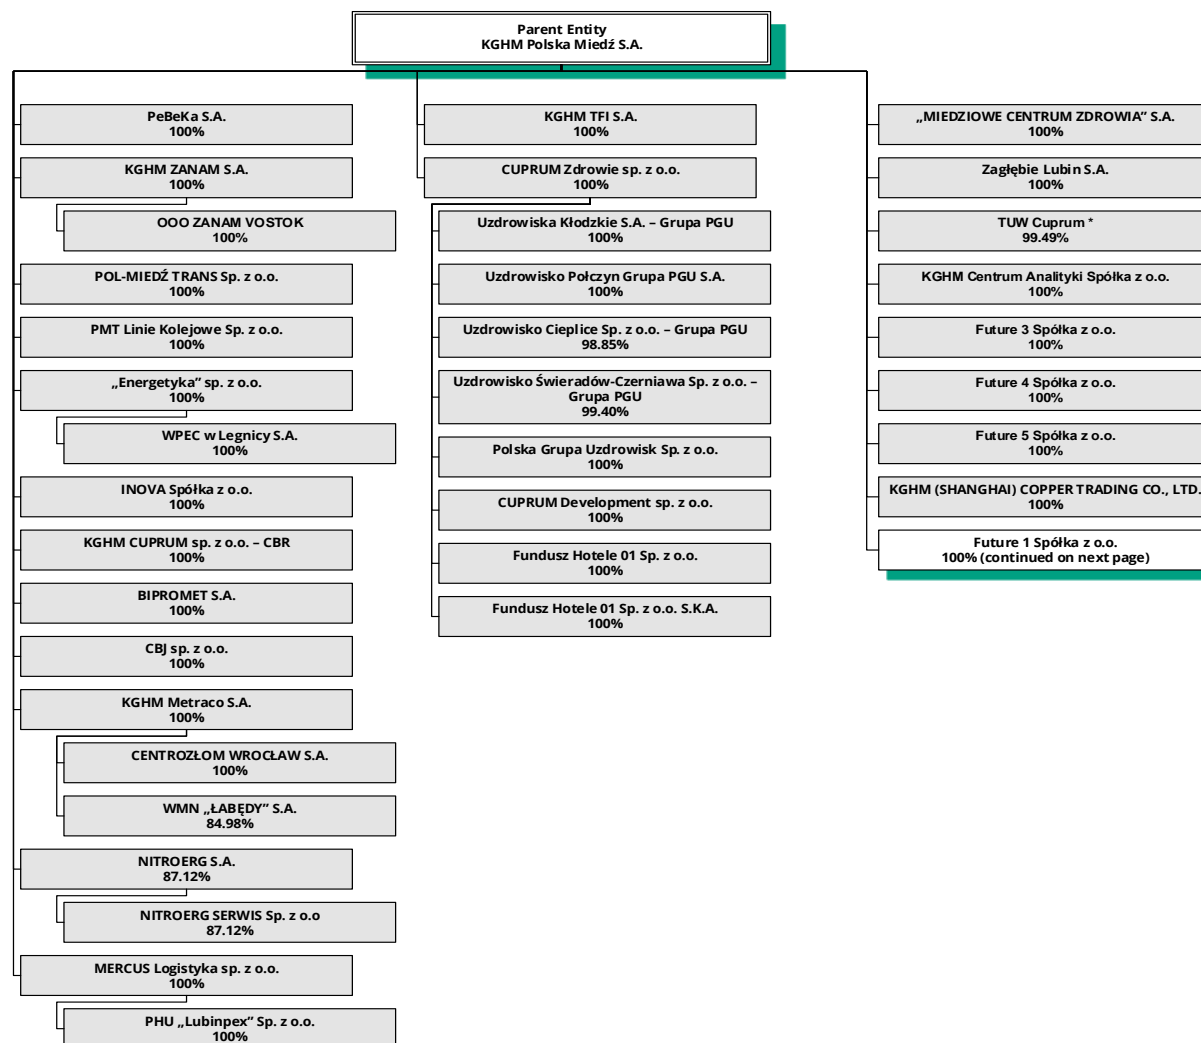 Parent Entity
KGHM Polska Miedź S.A.
PeBeKa S.A.
100%
KGHM ZANAM S.A.
100%
OOO ZANAM VOSTOK
100%
POL-MIEDŹ TRANS Sp. z o.o.
100%
PMT Linie Kolejowe Sp. z o.o.
100%
„Energetyka” sp. z o.o.
100%
WPEC w Legnicy S.A.
100%
INOVA Spółka z o.o.
100%
KGHM CUPRUM sp. z o.o. – CBR
100%
BIPROMET S.A.
100%
CBJ sp. z o.o.
100%
KGHM Metraco S.A.
100%
CENTROZŁOM WROCŁAW S.A.
100%
WMN „ŁABĘDY” S.A.
84.98%
NITROERG S.A.
87.12%
NITROERG SERWIS Sp. z o.o
87.12%
MERCUS Logistyka sp. z o.o.
100%
PHU „Lubinpex” Sp. z o.o.
100%
KGHM TFI S.A.
100%
CUPRUM Zdrowie sp. z o.o.
100%
Uzdrowiska Kłodzkie S.A. – Grupa PGU
100%
Uzdrowisko Połczyn Grupa PGU S.A.
100%
Uzdrowisko Cieplice Sp. z o.o. – Grupa PGU
98.85%
Uzdrowisko Świeradów-Czerniawa Sp. z o.o. –
Grupa PGU
99.40%
Polska Grupa Uzdrowisk Sp. z o.o.
100%
CUPRUM Development sp. z o.o.
100%
Fundusz Hotele 01 Sp. z o.o.
100%
Fundusz Hotele 01 Sp. z o.o. S.K.A.
100%
„MIEDZIOWE CENTRUM ZDROWIA” S.A.
100%
Zagłębie Lubin S.A.
100%
TUW Cuprum *
99.49%
KGHM Centrum Analityki Spółka z o.o.
100%
Future 3 Spółka z o.o.
100%
Future 4 Spółka z o.o.
100%
Future 5 Spółka z o.o.
100%
KGHM (SHANGHAI) COPPER TRADING CO., LTD.
100%
Future 1 Spółka z o.o.
100% (continued on next page)